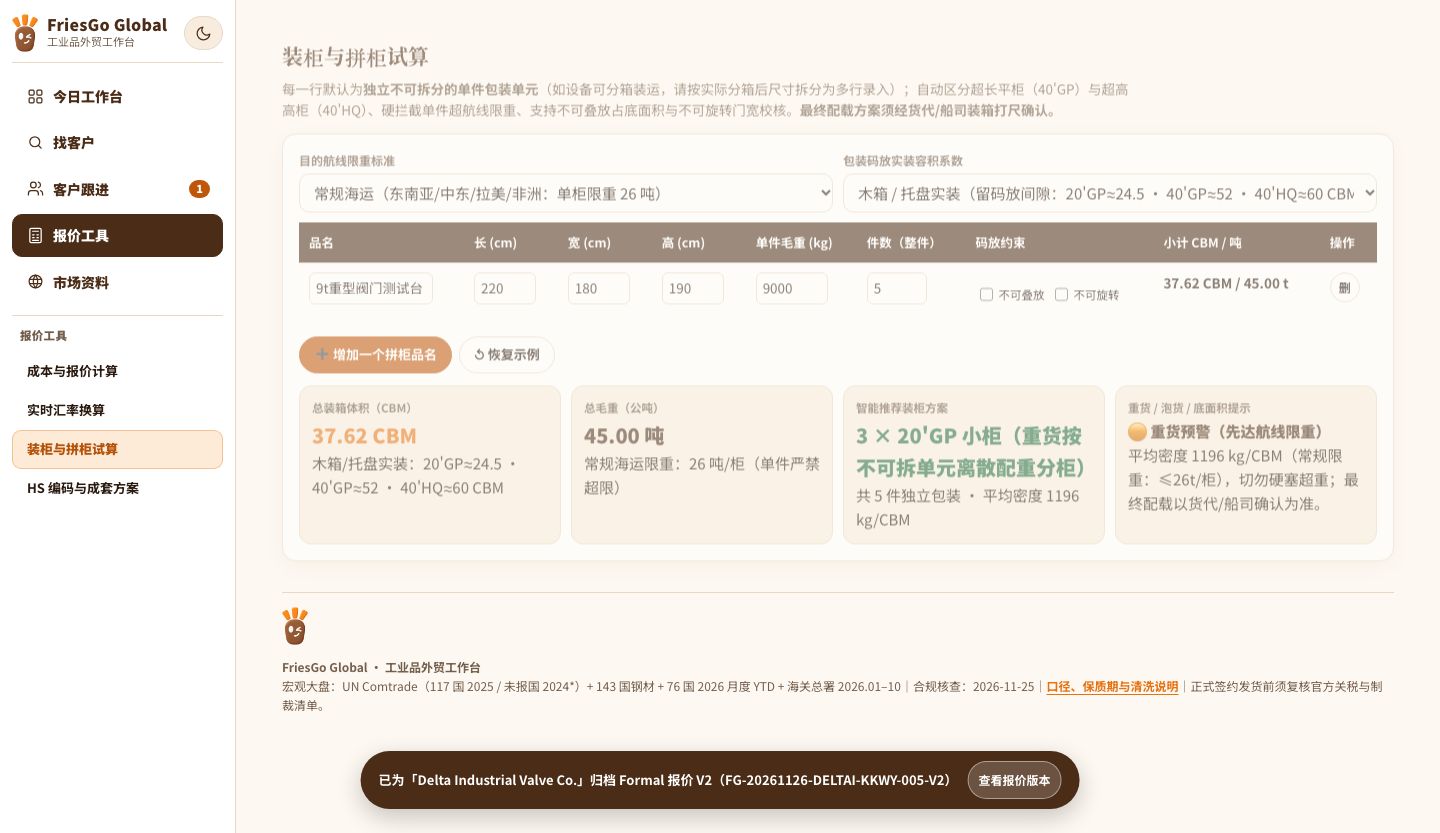 FriesGo Global
工业品外贸工作台
今日工作台
找客户
客户跟进
1
报价工具
市场资料
报价工具
成本与报价计算
实时汇率换算
装柜与拼柜试算
HS 编码与成套方案
装柜与拼柜试算
每一行默认为独立不可拆分的单件包装单元（如设备可分箱装运，请按实际分箱后尺寸拆分为多行录入）；自动区分超长平柜（40'GP）与超高
高柜（40'HQ）、硬拦截单件超航线限重、支持不可叠放占底面积与不可旋转门宽校核。最终配载方案须经货代/船司装箱打尺确认。
目的航线限重标准
包装码放实装容积系数
常规海运（东南亚/中东/拉美/非洲：单柜限重 26 吨）
木箱 / 托盘实装（留码放间隙：20'GP≈24.5 · 40'GP≈52 · 40'HQ≈60 CBM
品名 长 (cm) 宽 (cm) 高 (cm) 单件毛重 (kg) 件数（整件） 码放约束 小计 CBM / 吨 操作
9t重型阀门测试台 220 180 190 9000 5 不可叠放 不可旋转 37.62 CBM / 45.00 t 删
➕ 增加一个拼柜品名
↺ 恢复示例
总装箱体积（CBM）
37.62 CBM
木箱/托盘实装：20'GP≈24.5 ·
40'GP≈52 · 40'HQ≈60 CBM
总毛重（公吨）
45.00 吨
常规海运限重：26 吨/柜（单件严禁
超限）
智能推荐装柜方案
3 × 20'GP 小柜（重货按
不可拆单元离散配重分柜）
共 5 件独立包装 · 平均密度 1196
kg/CBM
重货 / 泡货 / 底面积提示
🟠 重货预警（先达航线限重）
平均密度 1196 kg/CBM（常规限
重：≤26t/柜），切勿硬塞超重；最
终配载以货代/船司确认为准。
FriesGo Global · 工业品外贸工作台
宏观大盘：UN Comtrade（117 国 2025 / 未报国 2024*）+ 143 国钢材 + 76 国 2026 月度 YTD + 海关总署 2026.01–10｜合规核查：2026-11-25｜口径、保质期与清洗说明｜正式签约发货前须复核官方关税与制
裁清单。
已为「Delta Industrial Valve Co.」归档 Formal 报价 V2（FG-20261126-DELTAI-KKWY-005-V2）
查看报价版本